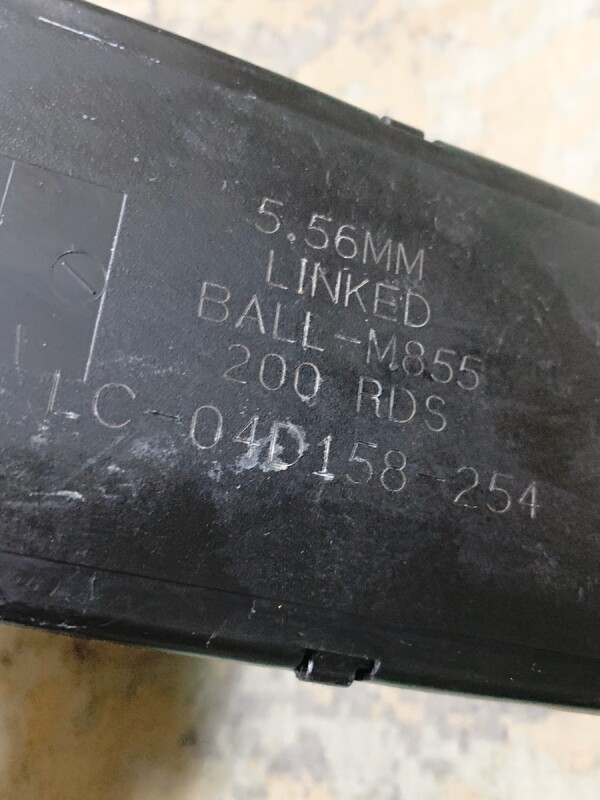 5.56MM
LINKED
BALL-M855
200 RDS
LC-04D158-254